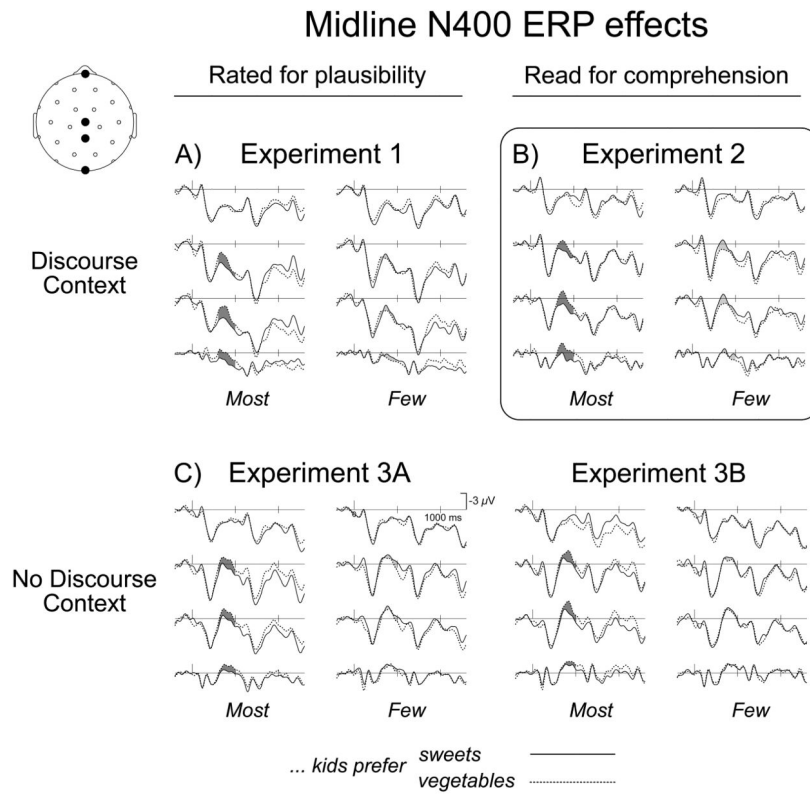 Midline N400 ERP effects
Rated for plausibility
Read for comprehension
A) Experiment 1
B) Experiment 2
Discourse
Context
Most
Few
Most
Few
C) Experiment 3A
Experiment 3B
-3 µV
1000 ms
No Discourse
Context
Most
Few
Most
Few
... kids prefer
sweets
vegetables